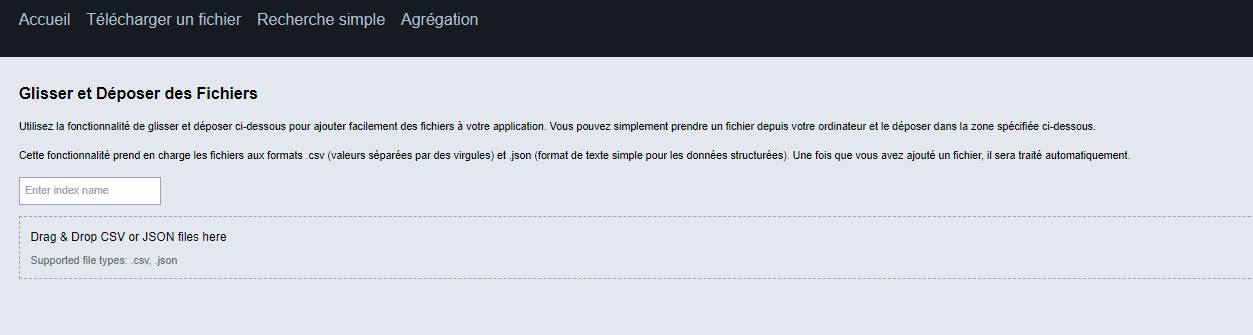 Accueil Télécharger un fichier Recherche simple Agrégation
Glisser et Déposer des Fichiers
Utilisez la fonctionnalité de glisser et déposer ci-dessous pour ajouter facilement des fichiers à votre application. Vous pouvez simplement prendre un fichier depuis votre ordinateur et le déposer dans la zone spécifiée ci-dessous.
Cette fonctionnalité prend en charge les fichiers aux formats .csv (valeurs séparées par des virgules) et .json (format de texte simple pour les données structurées). Une fois que vous avez ajouté un fichier, il sera traité automatiquement.
Enter index name
Drag & Drop CSV or JSON files here
Supported file types: .csv, .json